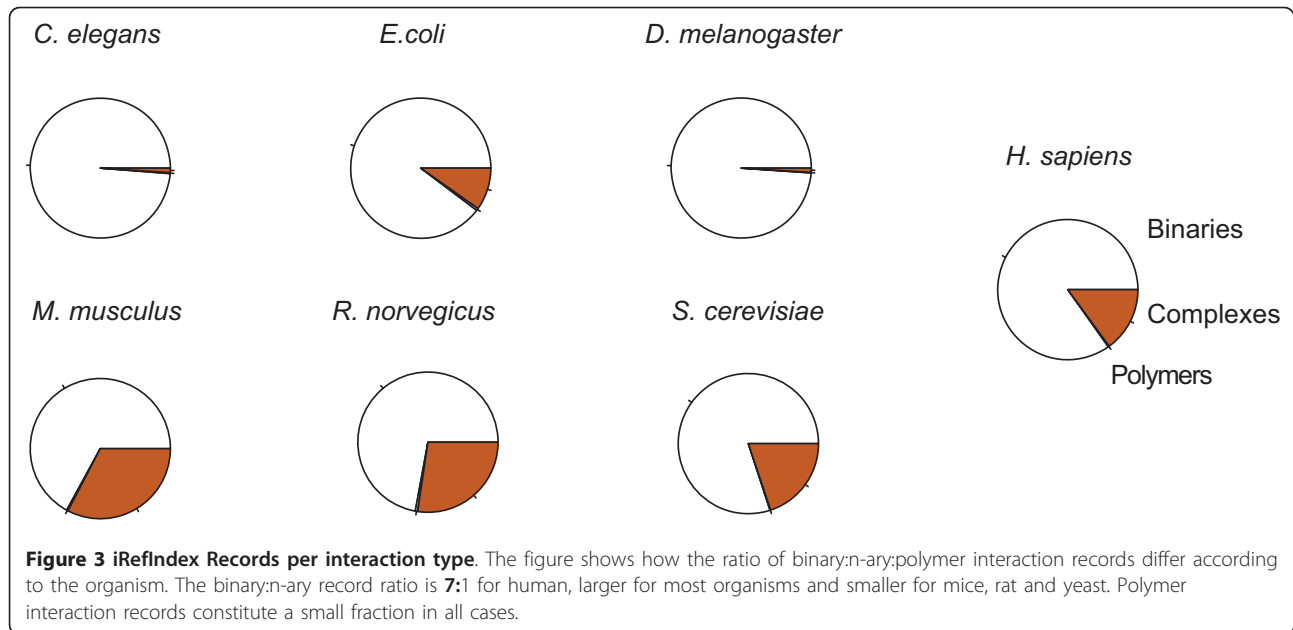 C. elegans
E.coli
D. melanogaster
H. sapiens
Binaries
Complexes
Polymers
M. musculus
R. norvegicus
S. cerevisiae
Figure 3 iRefIndex Records per interaction type. The figure shows how the ratio of binary:n-ary:polymer interaction records differ according
to the organism. The binary:n-ary record ratio is 7:1 for human, larger for most organisms and smaller for mice, rat and yeast. Polymer
interaction records constitute a small fraction in all cases.